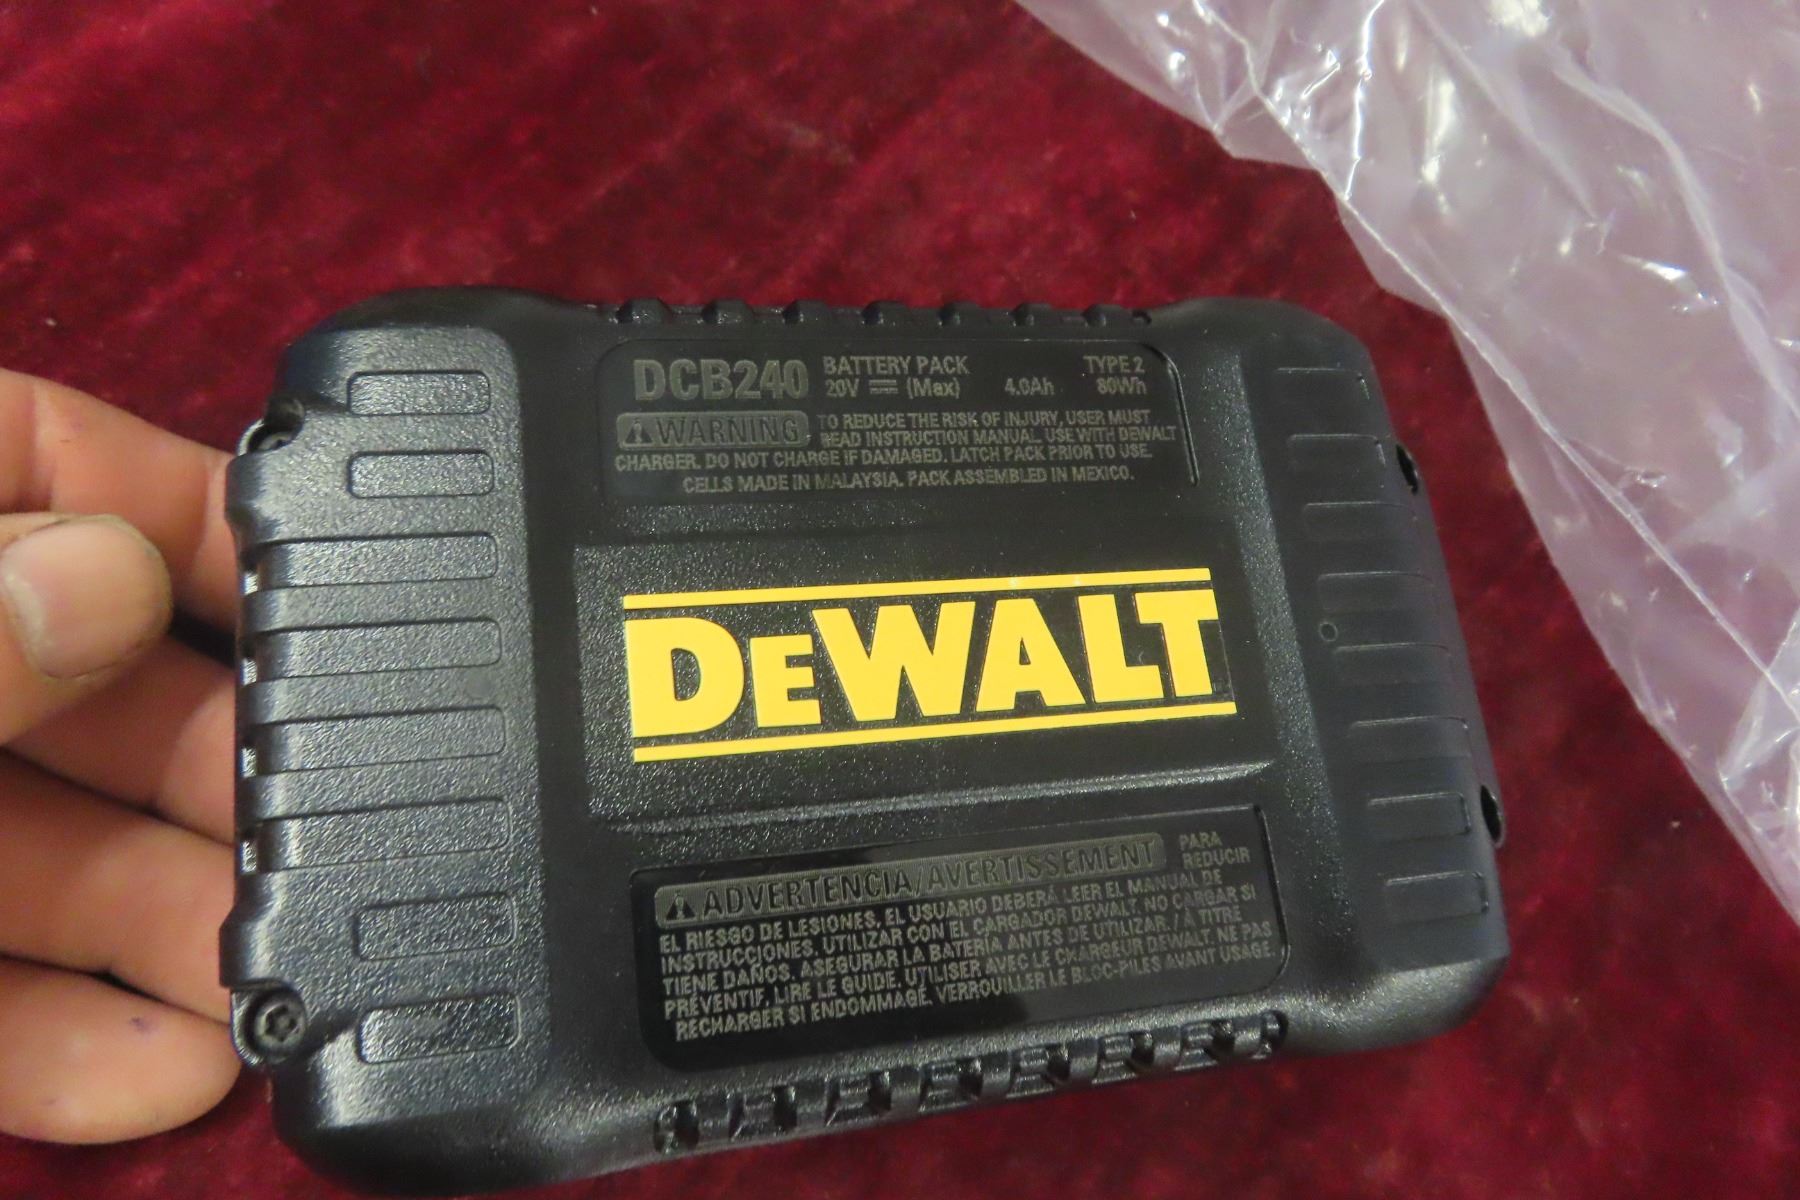 DCB240 BATTERY PACK TYPE 2
20V ⎓ (Max) 4.0Ah 80Wh
⚠WARNING TO REDUCE THE RISK OF INJURY, USER MUST
READ INSTRUCTION MANUAL. USE WITH DEWALT
CHARGER. DO NOT CHARGE IF DAMAGED. LATCH PACK PRIOR TO USE.
CELLS MADE IN MALAYSIA. PACK ASSEMBLED IN MEXICO.
DEWALT
⚠ADVERTENCIA/AVERTISSEMENT PARA
REDUCIR
EL RIESGO DE LESIONES, EL USUARIO DEBERÁ LEER EL MANUAL DE
INSTRUCCIONES. UTILIZAR CON EL CARGADOR DEWALT. NO CARGAR SI
TIENE DAÑOS. ASEGURAR LA BATERÍA ANTES DE UTILIZAR. / À TITRE
PRÉVENTIF, LIRE LE GUIDE. UTILISER AVEC LE CHARGEUR DEWALT. NE PAS
RECHARGER SI ENDOMMAGÉ. VERROUILLER LE BLOC-PILES AVANT USAGE.